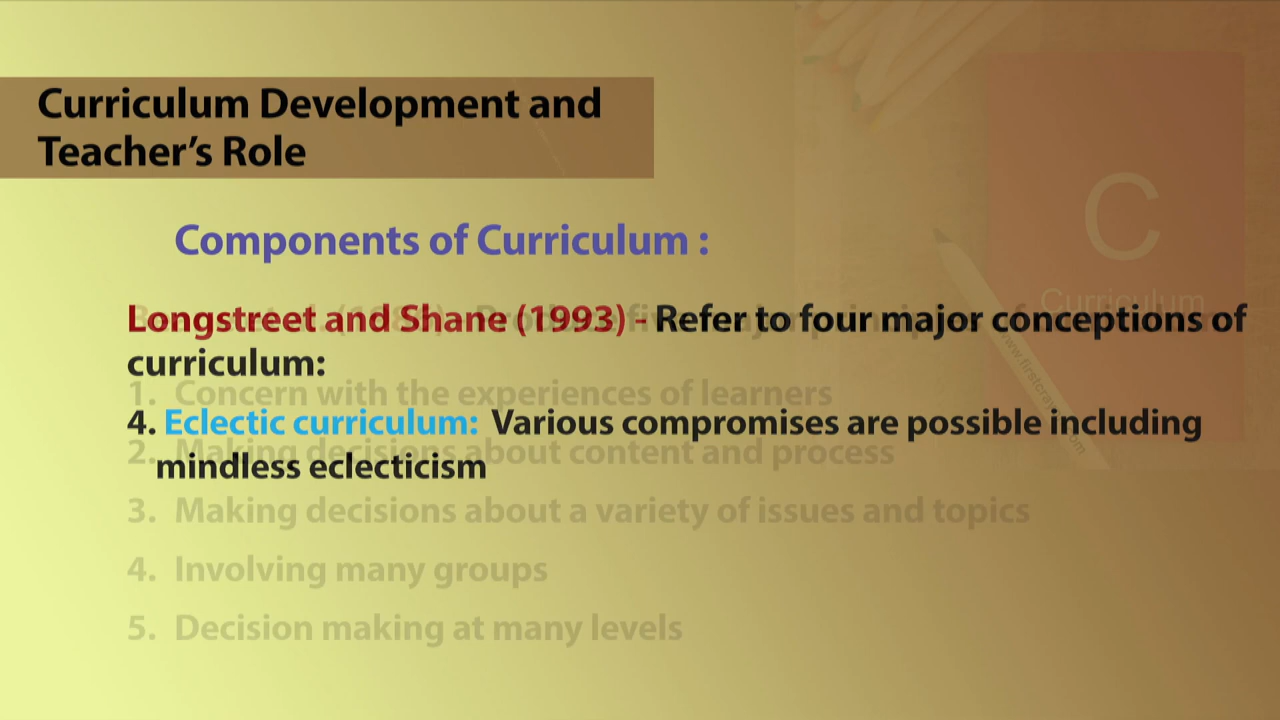 Curriculum Development and
Teacher's Role
C
Curriculum
www.firstcray.com
Components of Curriculum :
Longstreet and Shane (1993) - Refer to four major conceptions of
curriculum:
1. Concern with the experiences of learners
4. Eclectic curriculum: Various compromises are possible including
2. Making decisions about content and process
mindless eclecticism
3. Making decisions about a variety of issues and topics
4. Involving many groups
5. Decision making at many levels